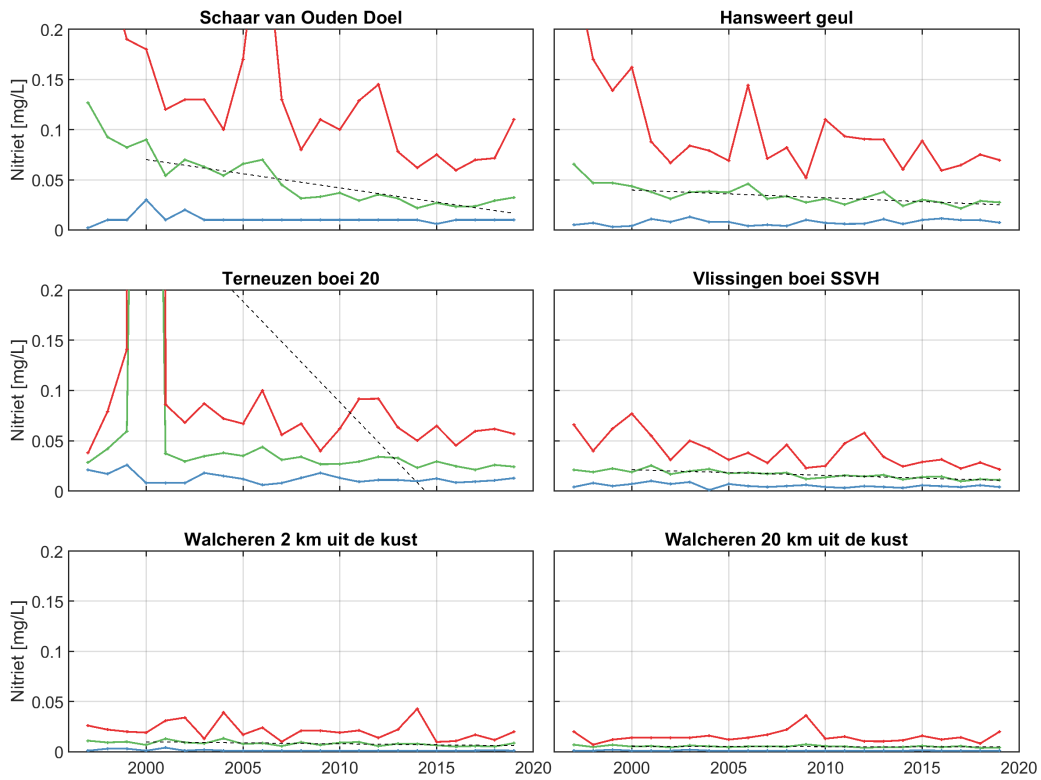 Schaar van Ouden Doel
Hansweert geul
0.2
0.15
0.1
0.05
0
Nitriet [mg/L]
Terneuzen boei 20
Vlissingen boei SSVH
0.2
0.15
0.1
0.05
0
Nitriet [mg/L]
Walcheren 2 km uit de kust
Walcheren 20 km uit de kust
0.2
0.15
0.1
0.05
0
Nitriet [mg/L]
2000 2005 2010 2015 2020
2000 2005 2010 2015 2020